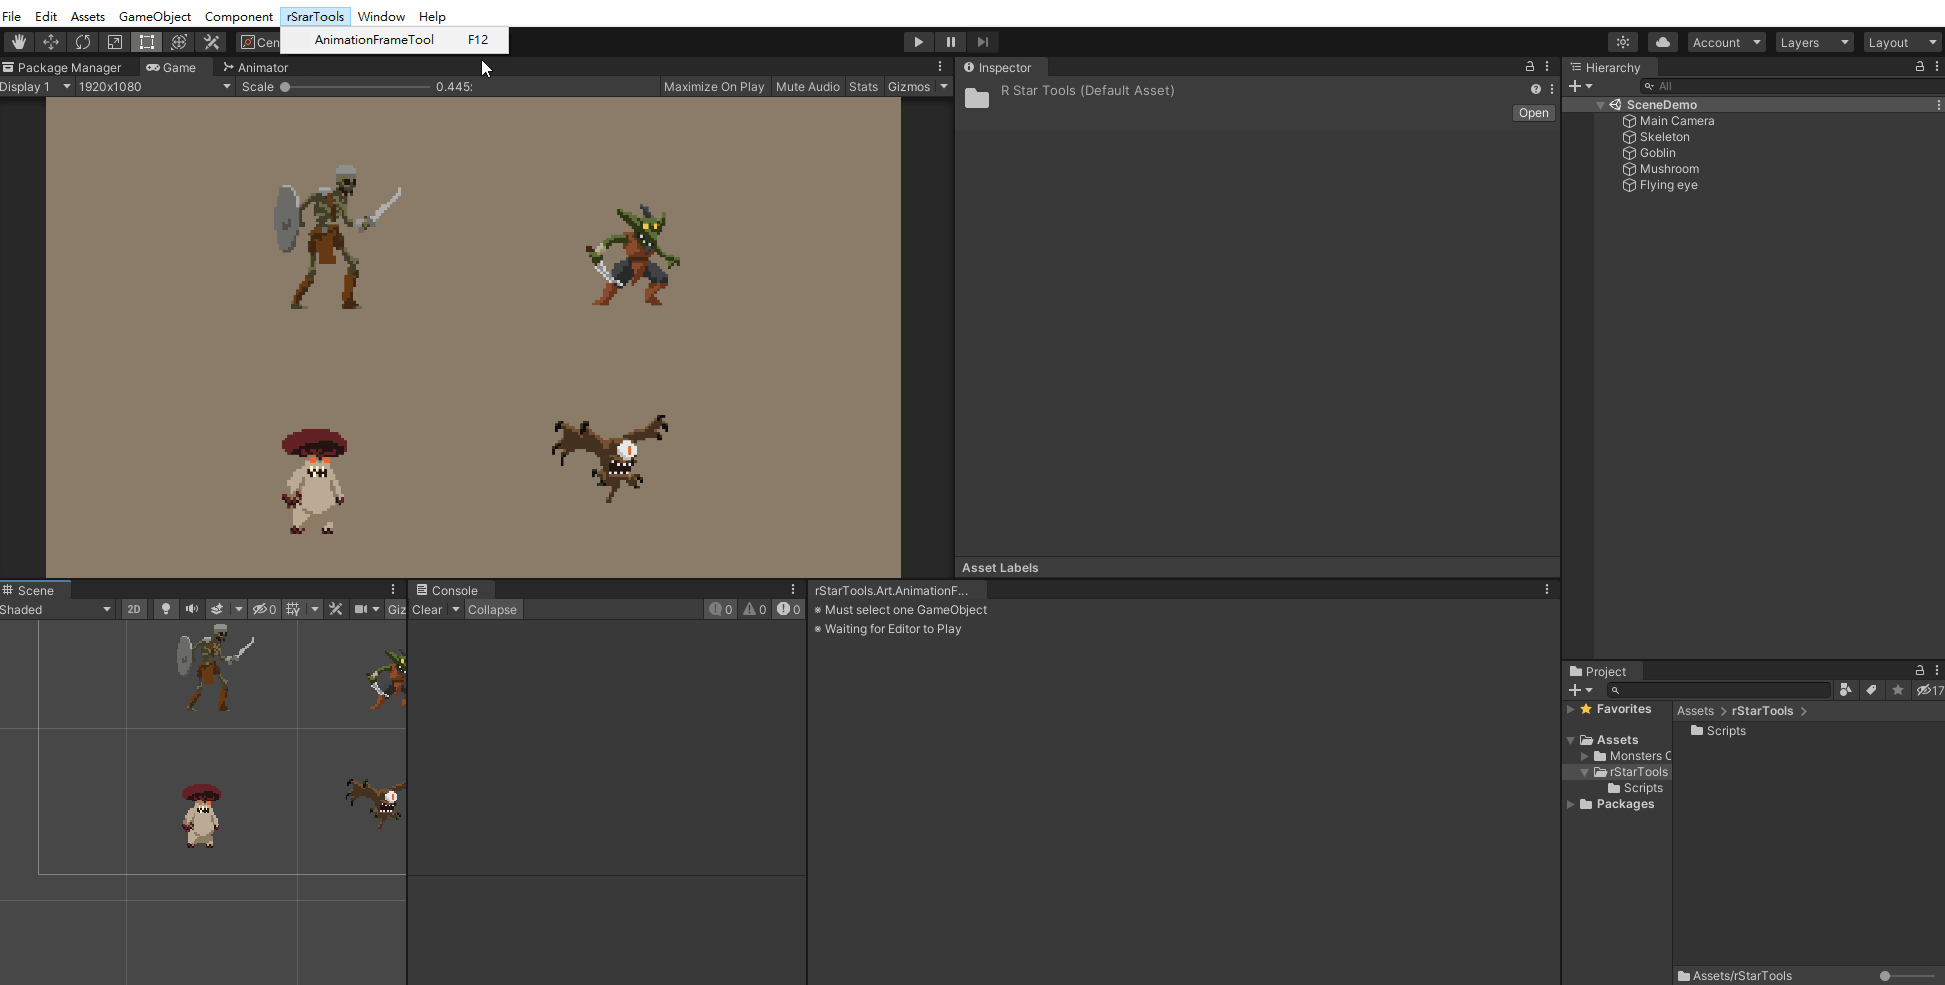 File Edit Assets GameObject Component rSrarTools Window Help
AnimationFrameTool F12
Cen
Account Layers Layout
Package Manager Game Animator
Display 1 1920x1080 Scale 0.445: Maximize On Play Mute Audio Stats Gizmos
Inspector
R Star Tools (Default Asset)
Open
Asset Labels
Hierarchy
All
SceneDemo
Main Camera
Skeleton
Goblin
Mushroom
Flying eye
Scene
Shaded 2D 0 Giz
Console
Clear Collapse 0 0 0
rStarTools.Art.AnimationF...
※ Must select one GameObject
※ Waiting for Editor to Play
Project
17
Favorites
Assets
Monsters C
rStarTools
Scripts
Packages
Assets > rStarTools >
Scripts
Assets/rStarTools